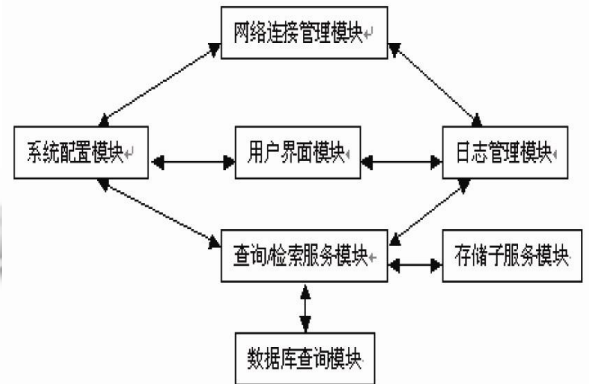 网络连接管理模块
系统配置模块
用户界面模块
日志管理模块
查询/检索服务模块
存储子服务模块
数据库查询模块